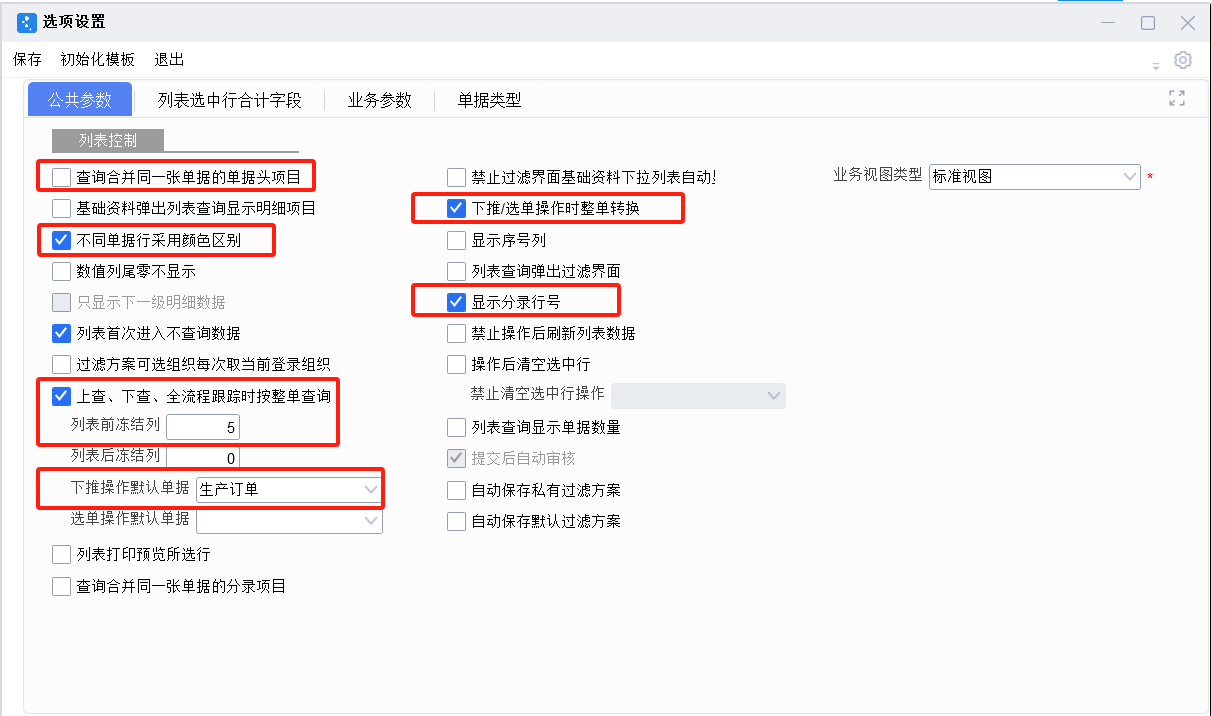 选项设置
保存 初始化模板 退出
公共参数 列表选中行合计字段 业务参数 单据类型
列表控制
查询合并同一张单据的单据头项目
基础资料弹出列表查询显示明细项目
不同单据行采用颜色区别
数值列尾零不显示
只显示下一级明细数据
列表首次进入不查询数据
过滤方案可选组织每次取当前登录组织
上查、下查、全流程跟踪时按整单查询
列表前冻结列 5
列表后冻结列 0
下推操作默认单据 生产订单
选单操作默认单据
列表打印预览所选行
查询合并同一张单据的分录项目
禁止过滤界面基础资料下拉列表自动
下推/选单操作时整单转换
显示序号列
列表查询弹出过滤界面
显示分录行号
禁止操作后刷新列表数据
操作后清空选中行
禁止清空选中行操作
列表查询显示单据数量
提交后自动审核
自动保存私有过滤方案
自动保存默认过滤方案
业务视图类型 标准视图 *